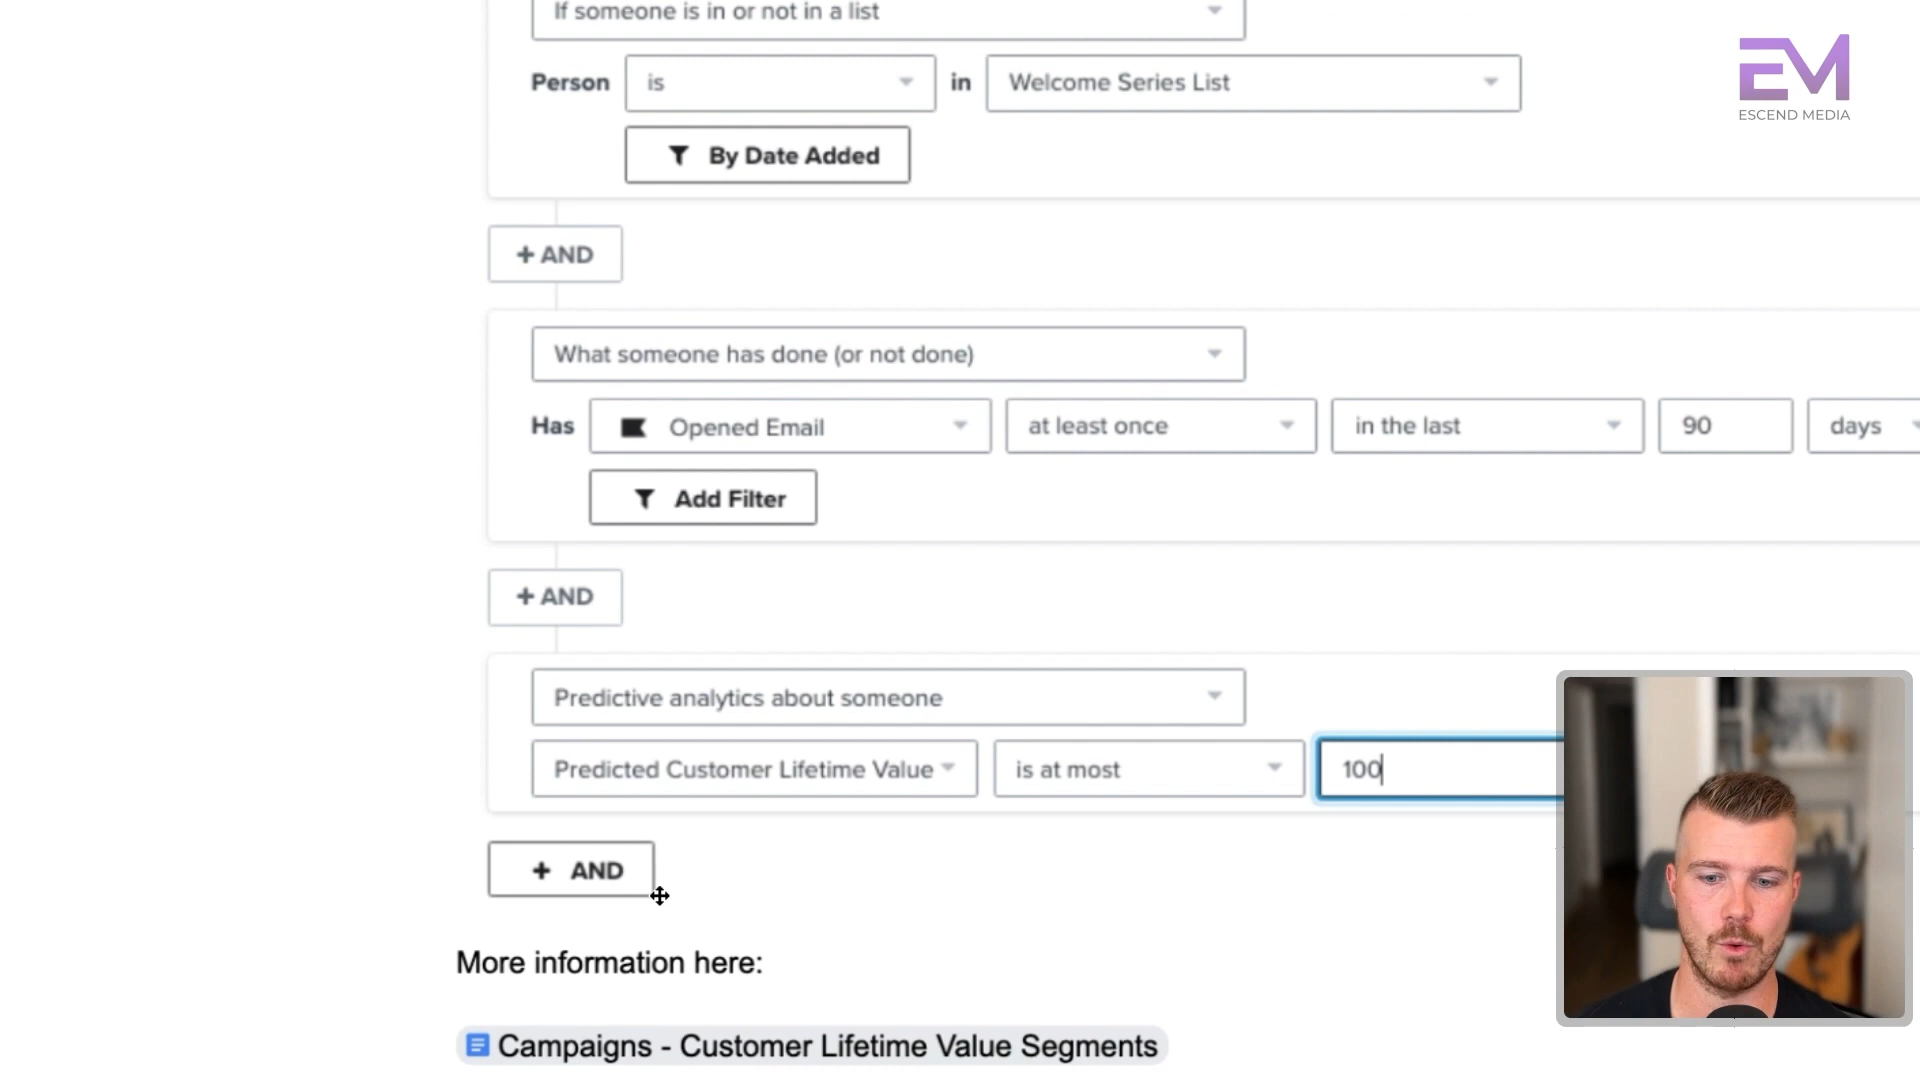 If someone is in or not in a list
EM
ESCEND MEDIA
Person is in Welcome Series List
By Date Added
+ AND
What someone has done (or not done)
Has Opened Email at least once in the last 90 days
Add Filter
+ AND
Predictive analytics about someone
Predicted Customer Lifetime Value is at most 100
+ AND
More information here:
Campaigns - Customer Lifetime Value Segments